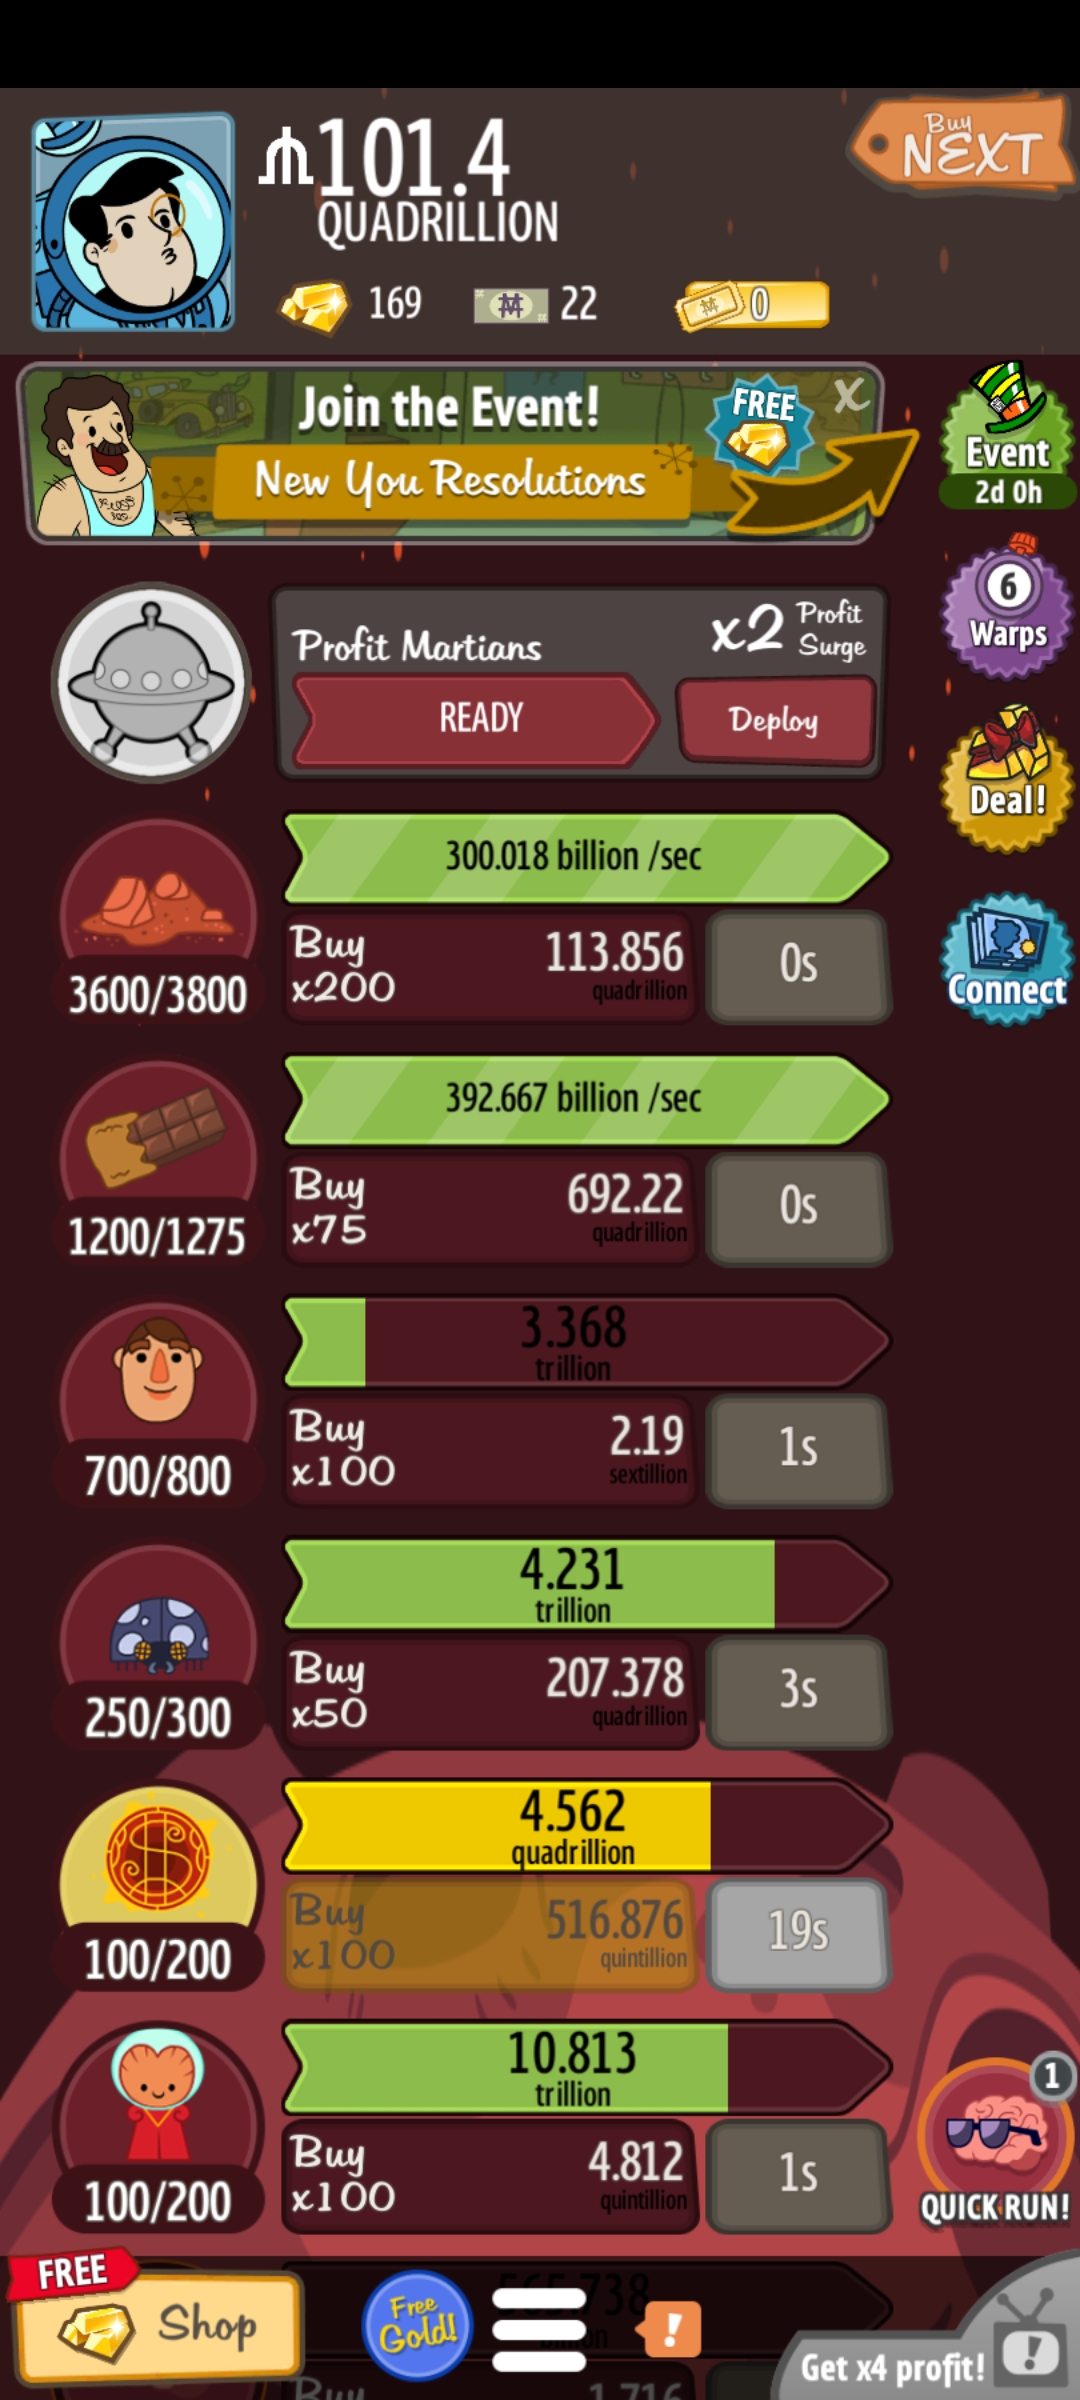 101.4
QUADRILLION
Buy
NEXT
169
22
0
Join the Event!
FREE
X
New You Resolutions
Event
2d 0h
6
Warps
Profit Martians
x2 Profit
Surge
READY
Deploy
Deal!
300.018 billion /sec
Buy
x200
113.856
quadrillion
0s
3600/3800
Connect
392.667 billion /sec
Buy
x75
692.22
quadrillion
0s
1200/1275
3.368
trillion
Buy
x100
2.19
sextillion
1s
700/800
4.231
trillion
Buy
x50
207.378
quadrillion
3s
250/300
4.562
quadrillion
Buy
x100
516.876
quintillion
19s
100/200
10.813
trillion
Buy
x100
4.812
quintillion
1s
100/200
1
QUICK RUN!
FREE
Shop
Free
Gold!
!
Get x4 profit!
!
Buy
1.716